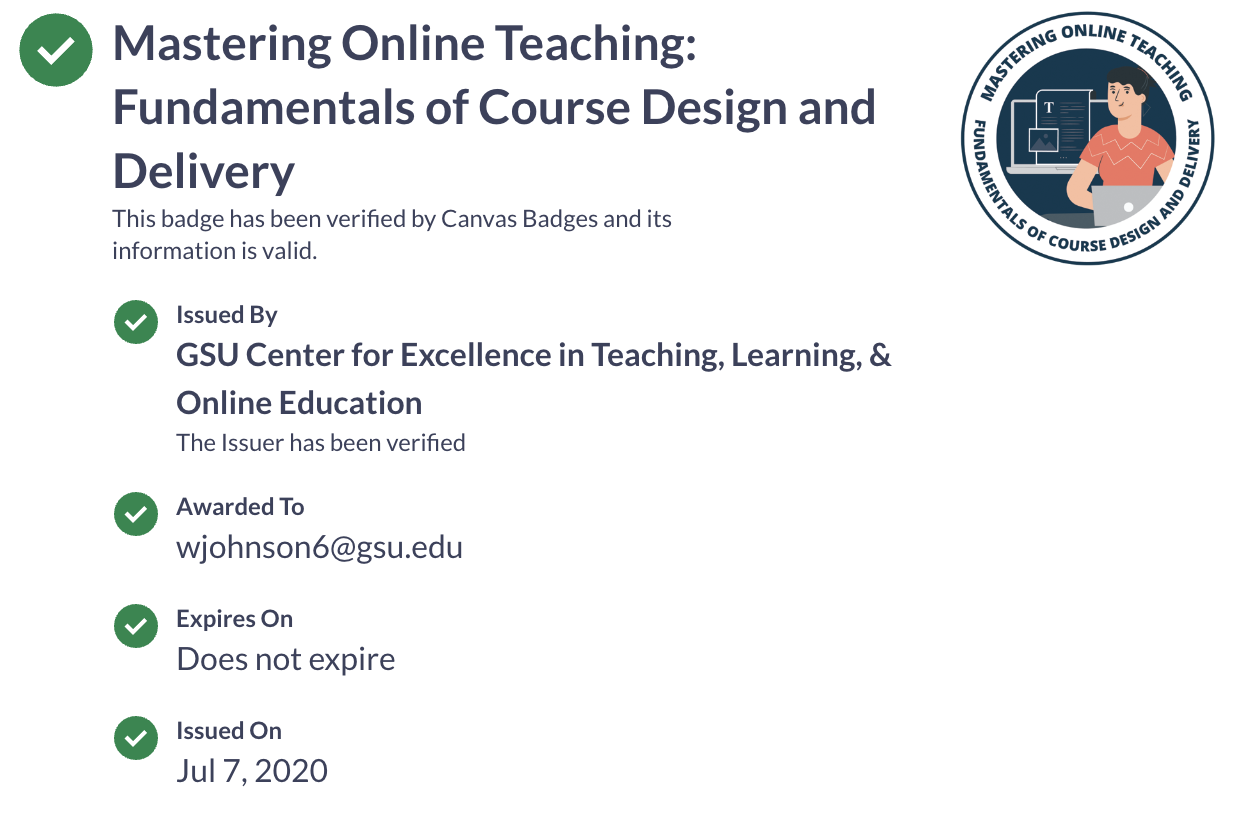 Mastering Online Teaching:
Fundamentals of Course Design and
Delivery
This badge has been verified by Canvas Badges and its
information is valid.
Issued By
GSU Center for Excellence in Teaching, Learning, &
Online Education
The Issuer has been verified
Awarded To
wjohnson6@gsu.edu
Expires On
Does not expire
Issued On
Jul 7, 2020
MASTERING ONLINE TEACHING
FUNDAMENTALS OF COURSE DESIGN AND DELIVERY
T